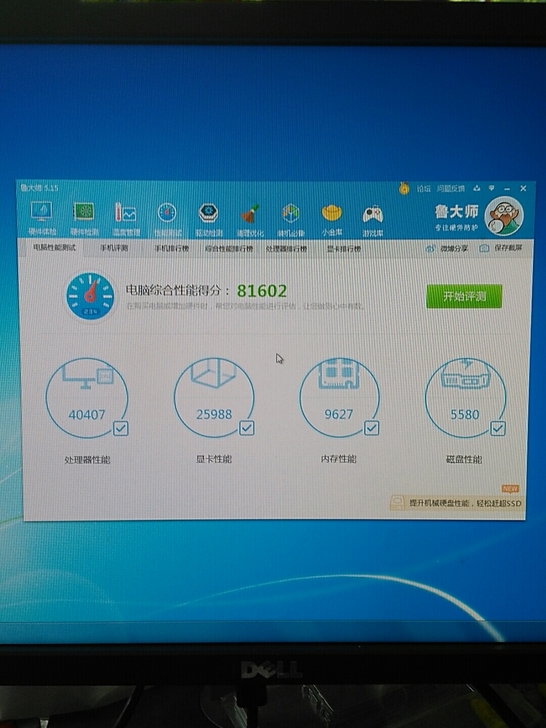 鲁大师 5.15
论坛 问题反馈
硬件体检 硬件检测 温度管理 性能测试 驱动检测 清理优化 装机必备 小金库 游戏库
鲁大师
专注硬件防护
电脑性能测试 手机评测 手机排行榜 综合性能排行榜 处理器排行榜 显卡排行榜 微博分享 保存截屏
电脑综合性能得分: 81602
在购买电脑或增加硬件时,帮您对电脑性能进行评估,让您做到心中有数。
开始评测
40407 25988 9627 5580
处理器性能 显卡性能 内存性能 磁盘性能
NEW
提升机械硬盘性能,轻松赶超SSD
DELL